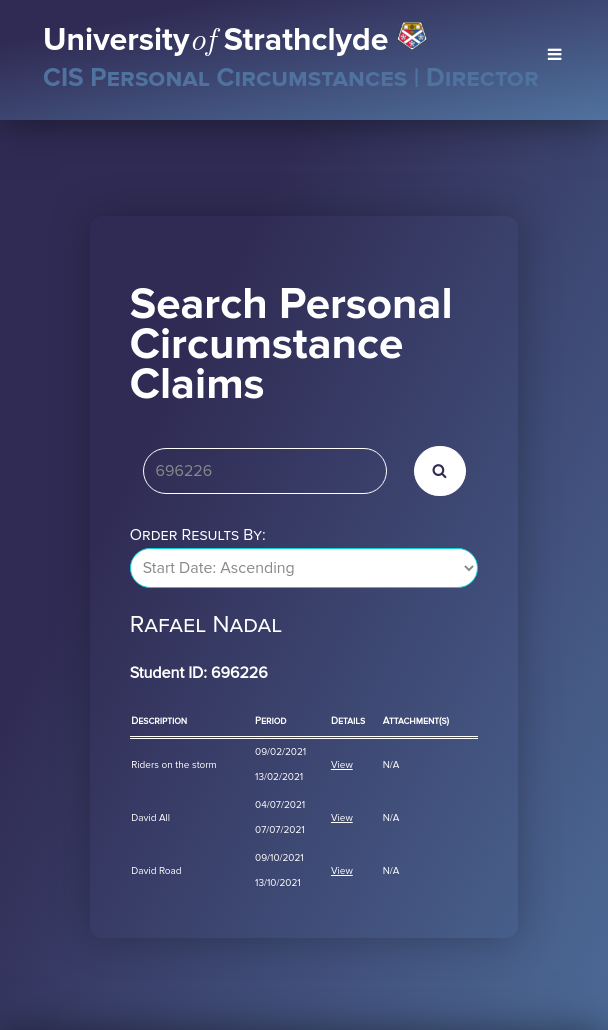 University of Strathclyde
CIS Personal Circumstances | Director
Search Personal
Circumstance
Claims
696226
Order Results By:
Start Date: Ascending
Rafael Nadal
Student ID: 696226
Description Period Details Attachment(s)
Riders on the storm 09/02/2021 13/02/2021 View N/A
David All 04/07/2021 07/07/2021 View N/A
David Road 09/10/2021 13/10/2021 View N/A